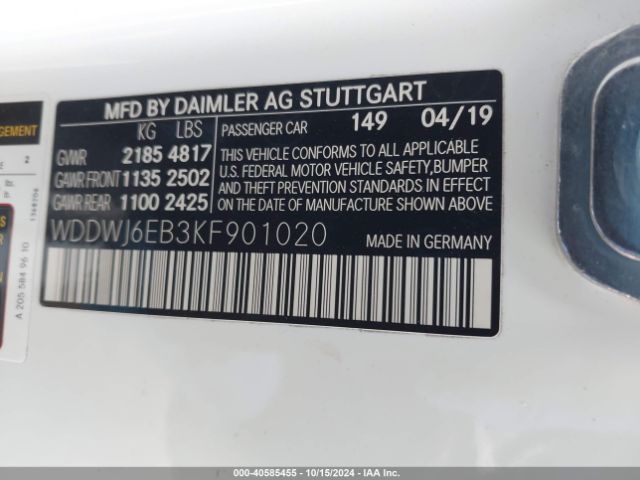 MFD BY DAIMLER AG STUTTGART
KG LBS
GVWR 2185 4817
GAWR FRONT 1135 2502
GAWR REAR 1100 2425
PASSENGER CAR 149 04/19
THIS VEHICLE CONFORMS TO ALL APPLICABLE
U.S. FEDERAL MOTOR VEHICLE SAFETY, BUMPER
AND THEFT PREVENTION STANDARDS IN EFFECT
ON THE DATE OF MANUFACTURE SHOWN ABOVE
WDDWJ6EB3KF901020
MADE IN GERMANY
A 205 584 96 10
000-40585455 - 10/15/2024 - IAAI.COM